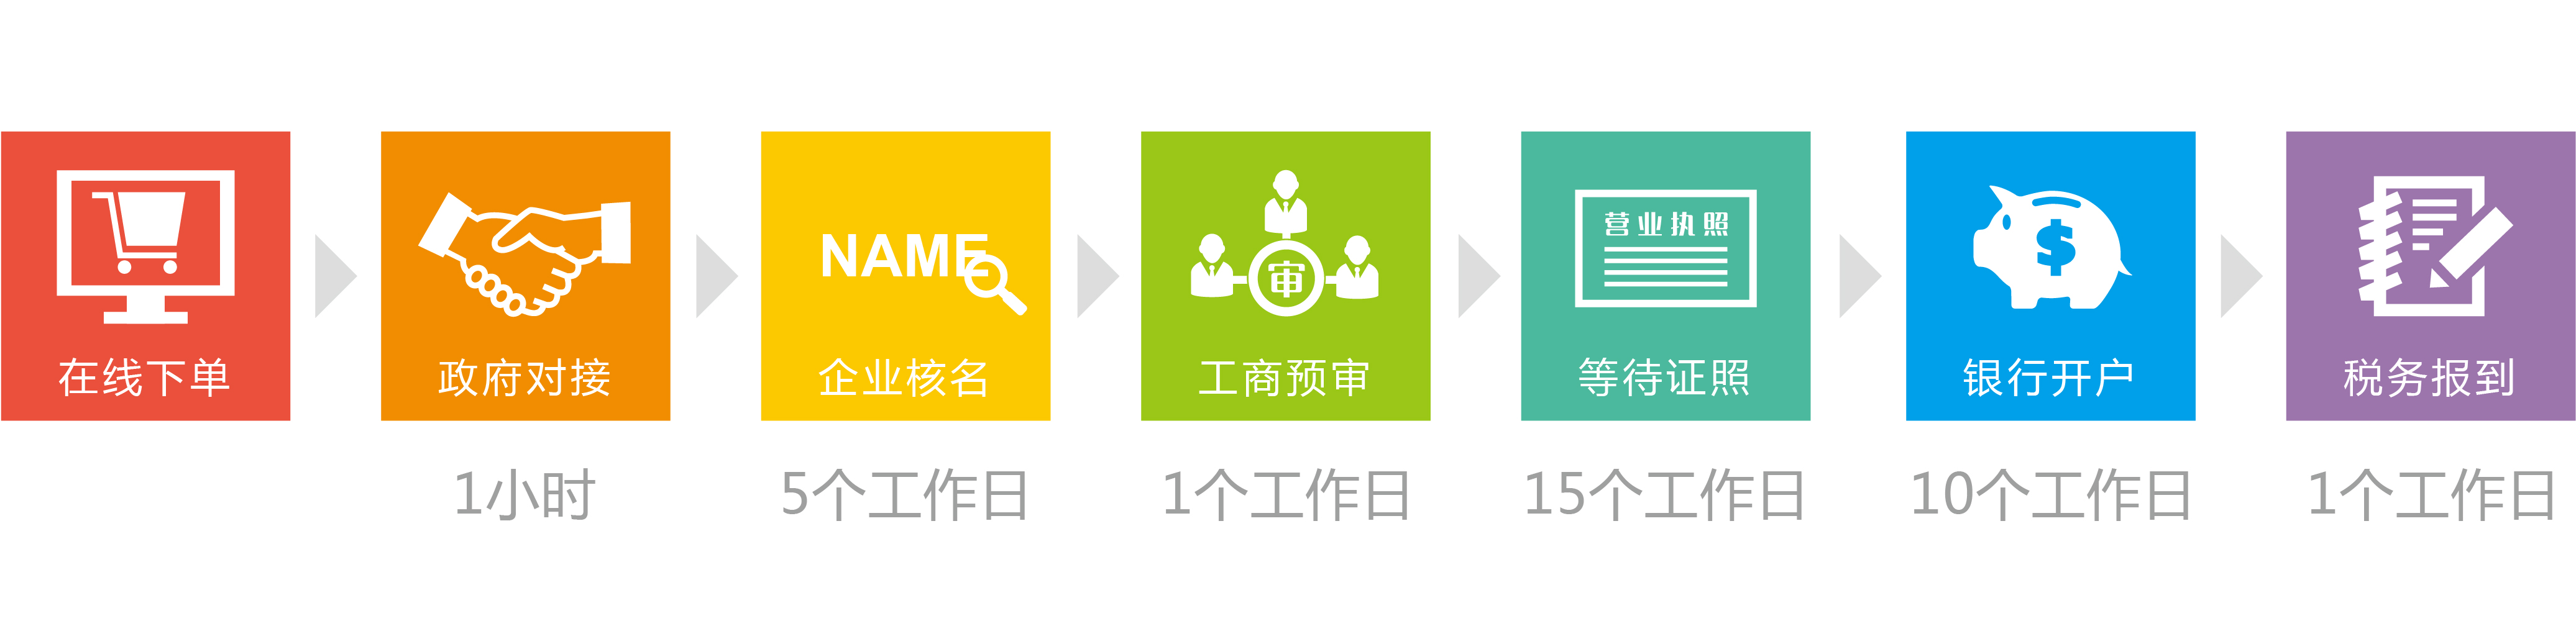 在线下单
政府对接
1小时
NAME
企业核名
5个工作日
审
工商预审
1个工作日
营业执照
等待证照
15个工作日
$
银行开户
10个工作日
税务报到
1个工作日